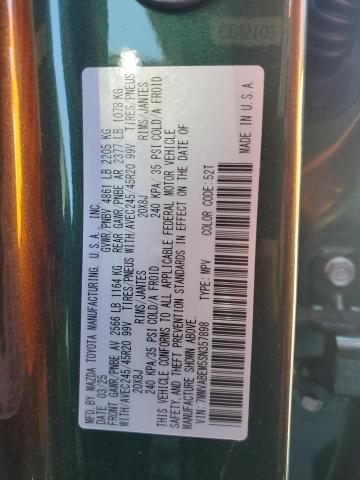 MFD. BY MAZDA TOYOTA MANUFACTURING, U.S.A. INC.
DATE 03/25 GVWR/PNBV 4861 LB 2205 KG
FRONT GAWR/PNBE AV 2566 LB 1164 KG REAR GAWR/PNBE AR 2377 LB 1078 KG
WITH/AVEC245/45R20 99V TIRES/PNEUS WITH/AVEC245/45R20 99V TIRES/PNEUS
20X8J RIMS/JANTES 20X8J RIMS/JANTES
240 KPA/35 PSI COLD/A FROID 240 KPA/35 PSI COLD/A FROID
THIS VEHICLE CONFORMS TO ALL APPLICABLE FEDERAL MOTOR VEHICLE
SAFETY,AND THEFT PREVENTION STANDARDS IN EFFECT ON THE DATE OF
MANUFACTURE SHOWN ABOVE.
VIN: 7MMVABEM5SN357898 TYPE: MPV COLOR CODE: 52T
MADE IN U.S.A.